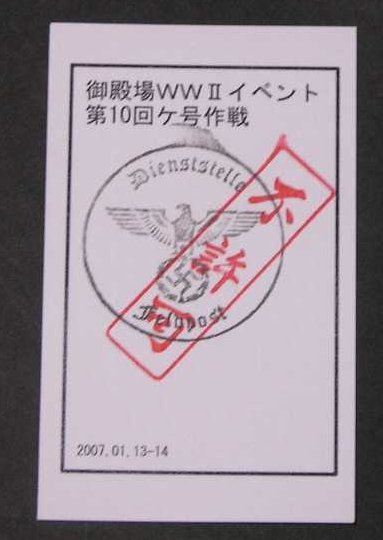 御殿場WWⅡイベント
第10回ケ号作戦
Dienststelle
不許可
Feldpost
2007.01.13-14